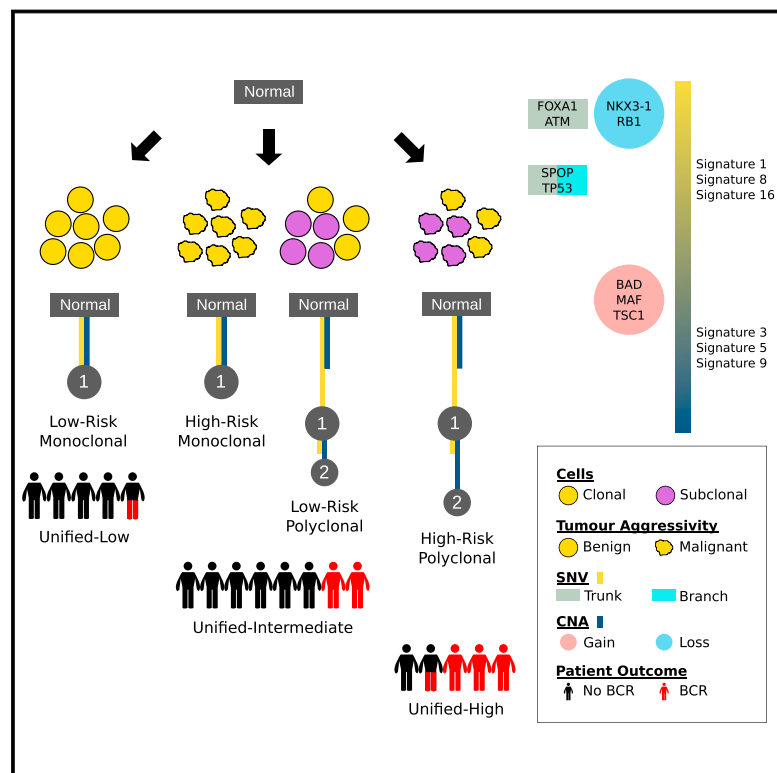 Normal
FOXA1
ATM
NKX3-1
RB1
SPOP
TP53
Signature 1
Signature 8
Signature 16
BAD
MAF
TSC1
Signature 3
Signature 5
Signature 9
Normal
Normal
Normal
Normal
1
1
1
2
1
2
Low-Risk
Monoclonal
High-Risk
Monoclonal
Low-Risk
Polyclonal
High-Risk
Polyclonal
Unified-Low
Unified-Intermediate
Unified-High
Cells
Clonal
Subclonal
Tumour Aggressivity
Benign
Malignant
SNV
Trunk
Branch
CNA
Gain
Loss
Patient Outcome
No BCR
BCR